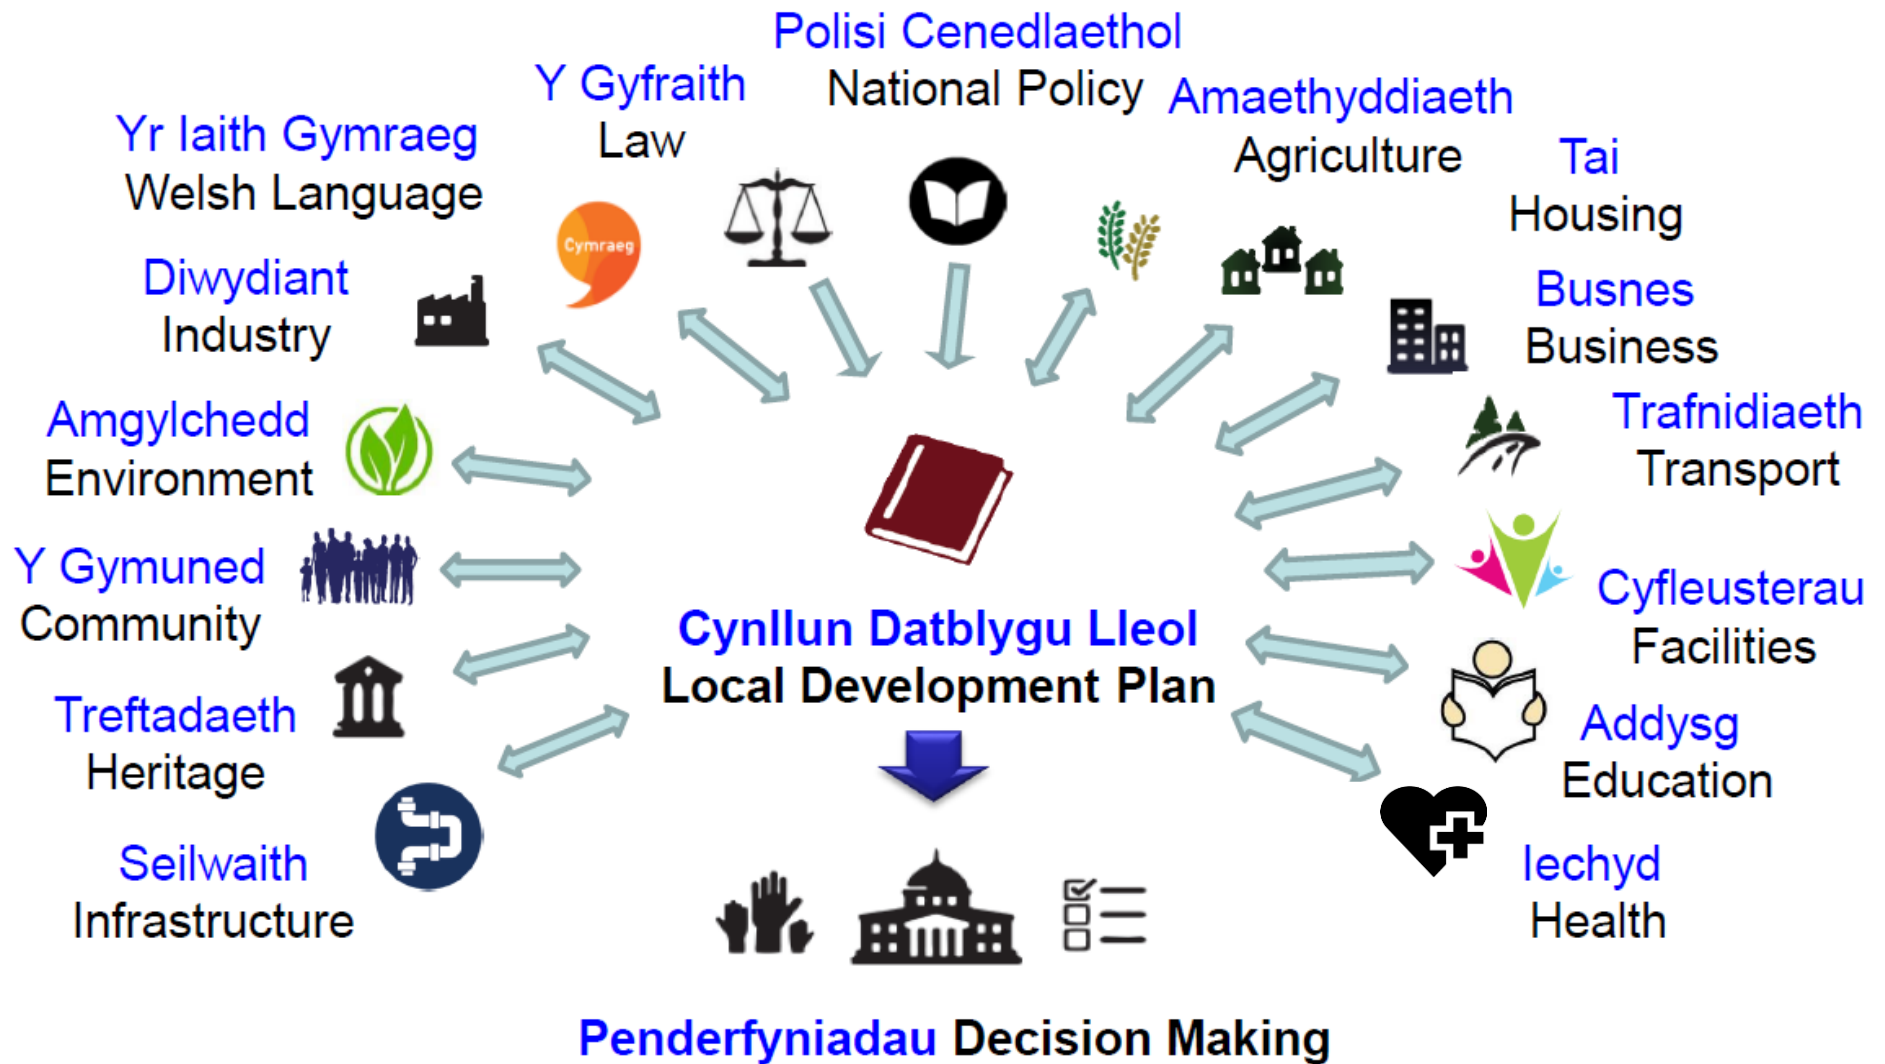 Polisi Cenedlaethol
National Policy
Y Gyfraith
Law
Amaethyddiaeth
Agriculture
Yr Iaith Gymraeg
Welsh Language
Tai
Housing
Cymraeg
Diwydiant
Industry
Busnes
Business
Amgylchedd
Environment
Trafnidiaeth
Transport
Y Gymuned
Community
Cyfleusterau
Facilities
Cynllun Datblygu Lleol
Local Development Plan
Treftadaeth
Heritage
Addysg
Education
Seilwaith
Infrastructure
Iechyd
Health
Penderfyniadau Decision Making